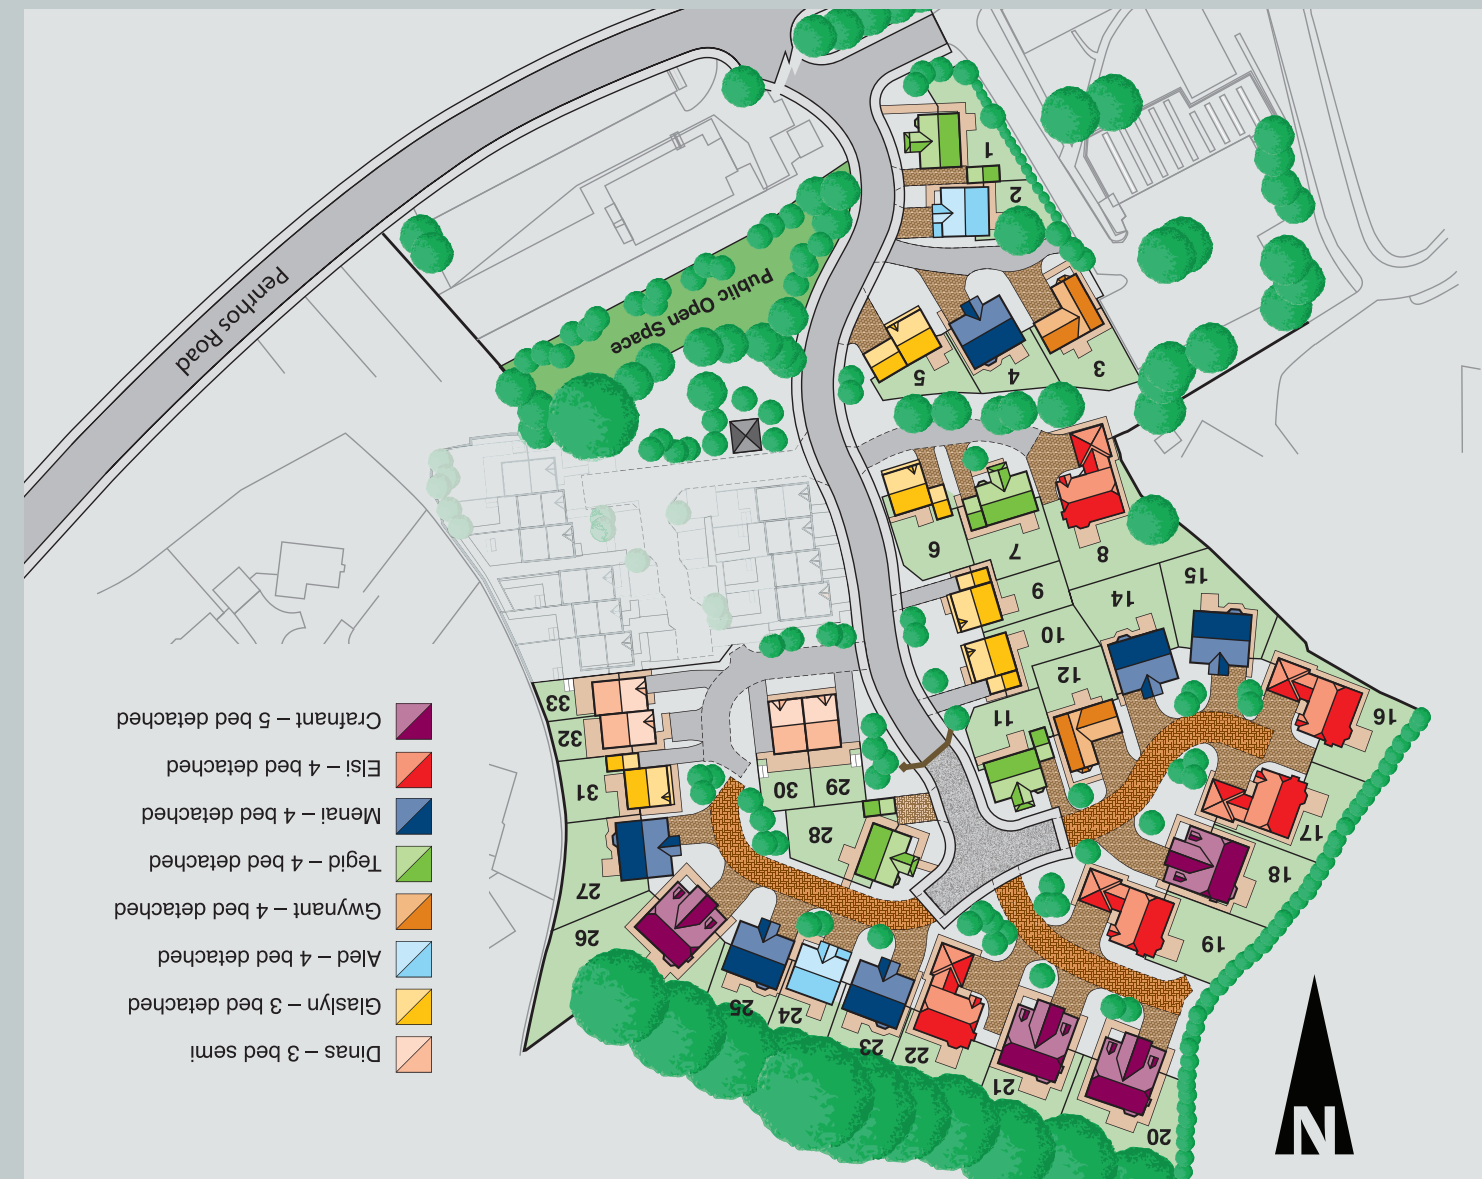 Penrhos Road
Public Open Space
1
2
3
4
5
6
7
8
9
10
11
12
14
15
16
17
18
19
20
21
22
23
24
25
26
27
28
29
30
31
32
33
Dinas – 3 bed semi
Glaslyn – 3 bed detached
Aled – 4 bed detached
Gwynant – 4 bed detached
Tegid – 4 bed detached
Menai – 4 bed detached
Elsi – 4 bed detached
Crafnant – 5 bed detached
N